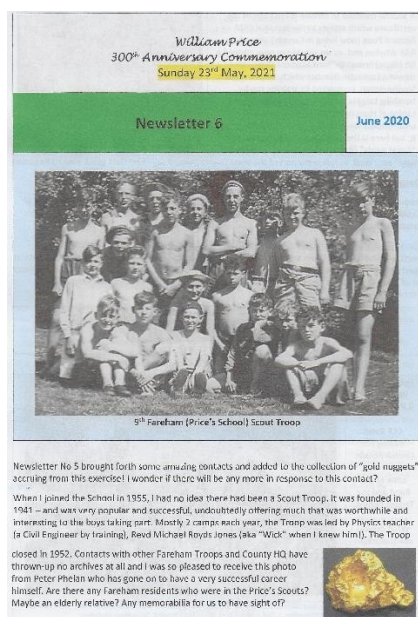 William Price
300th Anniversary Commemoration
Sunday 23rd May, 2021
Newsletter 6
June 2020
9th Fareham (Price's School) Scout Troop
Newsletter No 5 brought forth some amazing contacts and added to the collection of "gold nuggets"
accruing from this exercise! I wonder if there will be any more in response to this contact?
When I joined the School in 1955, I had no idea there had been a Scout Troop. It was founded in
1941 – and was very popular and successful, undoubtedly offering much that was worthwhile and
interesting to the boys taking part. Mostly 2 camps each year, the Troop was led by Physics teacher
(a Civil Engineer by training), Revd Michael Royds Jones (aka "Wick" when I knew him!). The Troop
closed in 1952. Contacts with other Fareham Troops and County HQ have
thrown-up no archives at all and I was so pleased to receive this photo
from Peter Phelan who has gone on to have a very successful career
himself. Are there any Fareham residents who were in the Price's Scouts?
Maybe an elderly relative? Any memorabilia for us to have sight of?